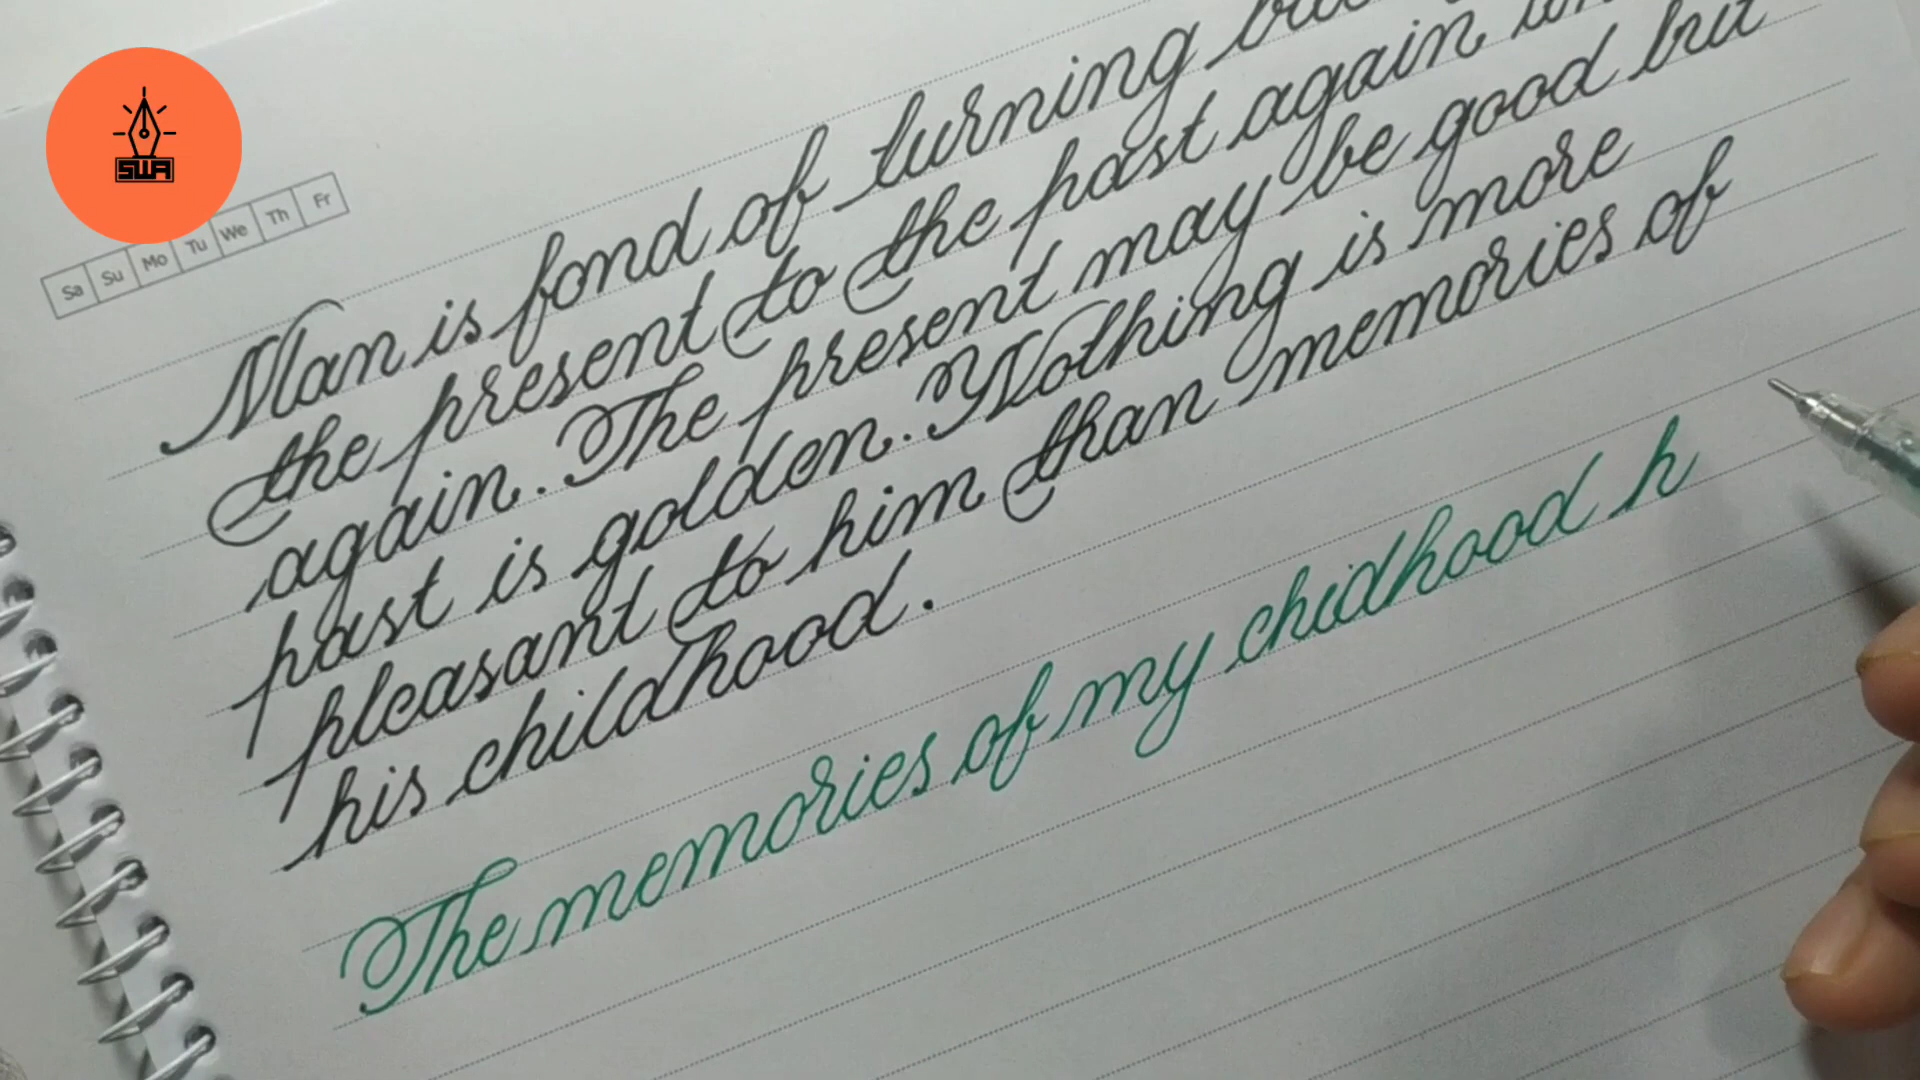 SWA
Sa Su Mo Tu We Th Fr
Man is fond of turning
the present to the past again
again. The present may be good but
past is golden. Nothing is more
pleasant to him than memories of
his childhood.
The memories of my chidhood h